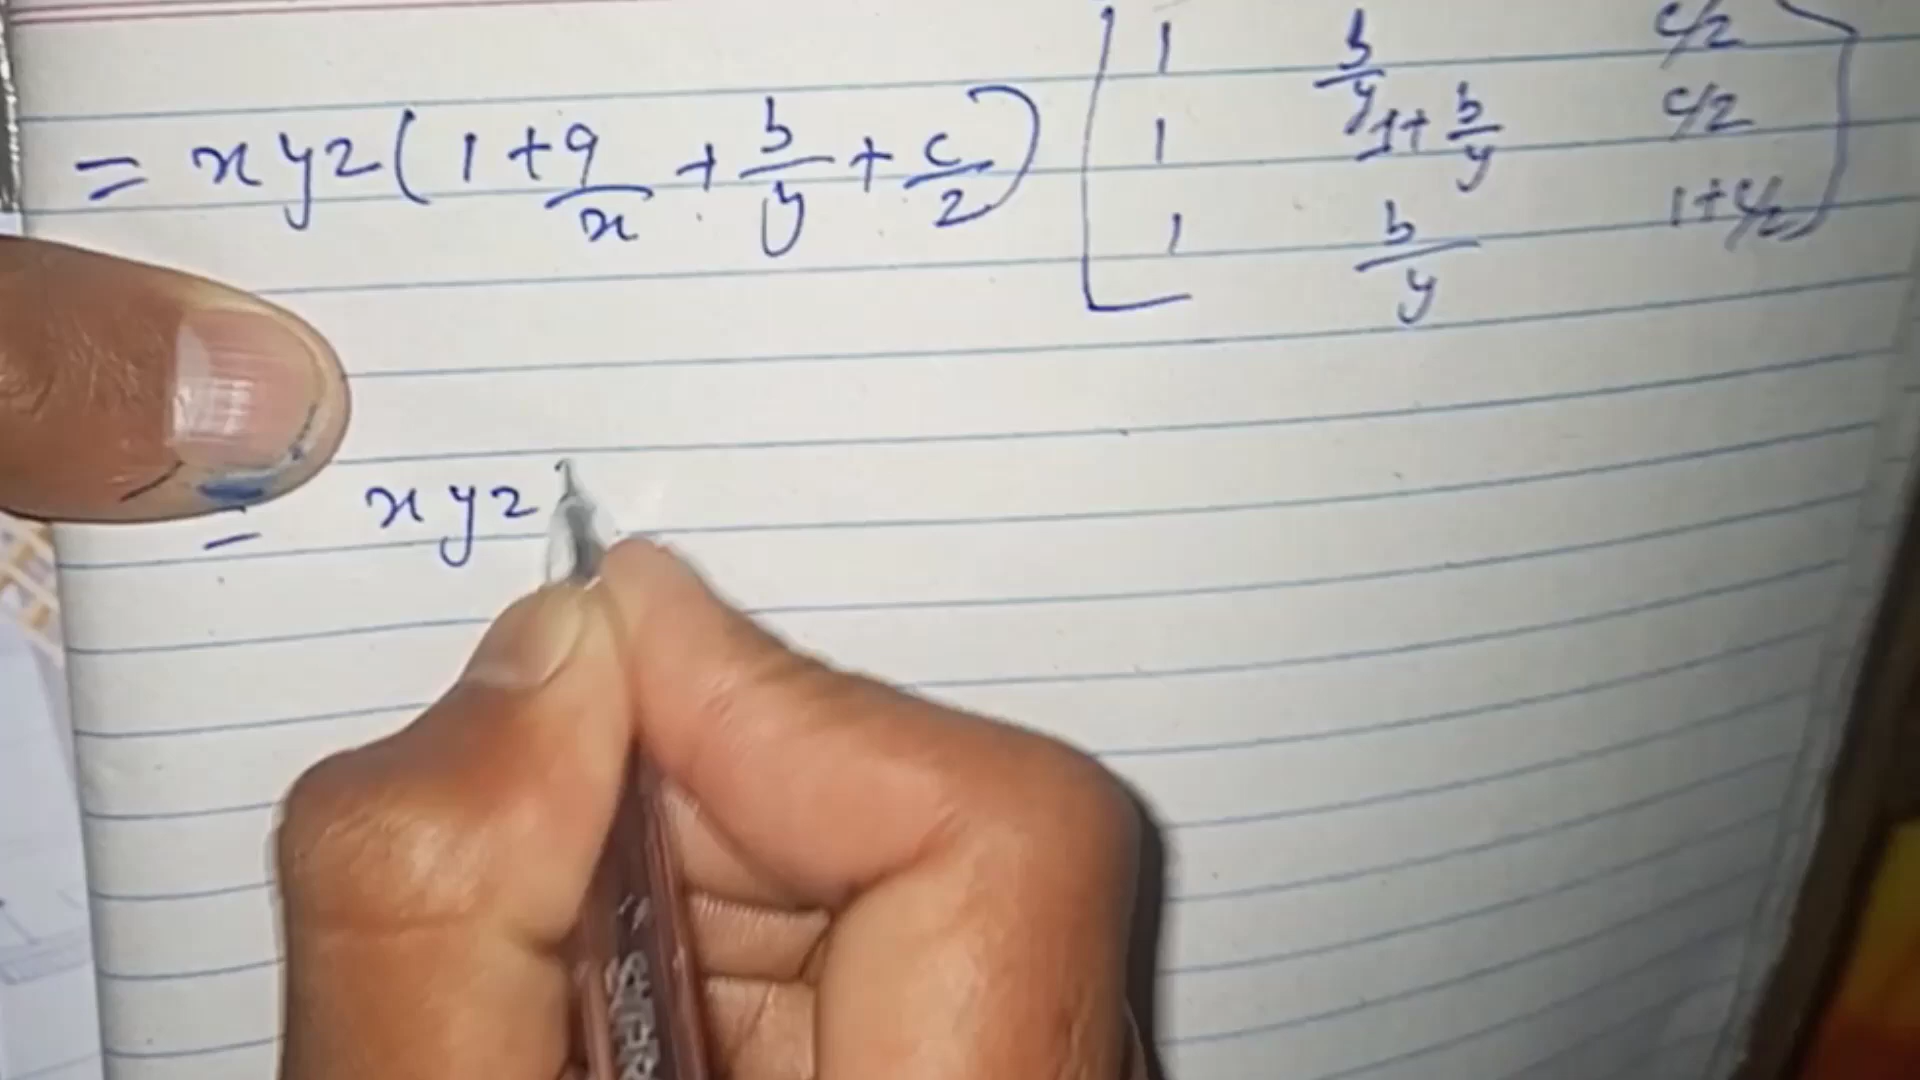 = xyz(1 + a/x + b/y + c/z) [1 b/y c/z
1 1+b/y c/z
1 b/y 1+c/z]
= xyz